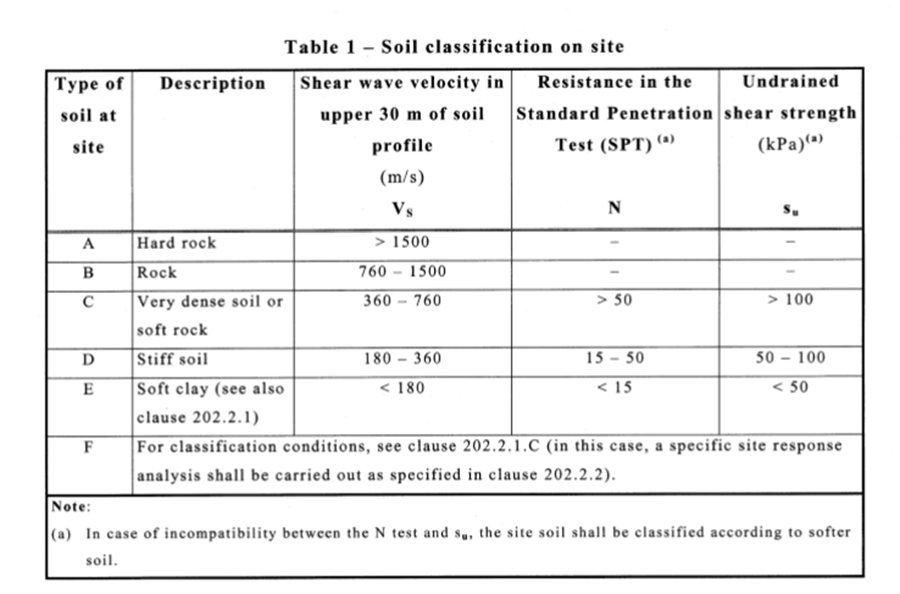 Table 1 – Soil classification on site
Type of soil at site
Description
Shear wave velocity in upper 30 m of soil profile (m/s) Vs
Resistance in the Standard Penetration Test (SPT) (a) N
Undrained shear strength (kPa)(a) su
A Hard rock > 1500 – –
B Rock 760 – 1500 – –
C Very dense soil or soft rock 360 – 760 > 50 > 100
D Stiff soil 180 – 360 15 – 50 50 – 100
E Soft clay (see also clause 202.2.1) < 180 < 15 < 50
F For classification conditions, see clause 202.2.1.C (in this case, a specific site response
analysis shall be carried out as specified in clause 202.2.2).
Note:
(a) In case of incompatibility between the N test and su, the site soil shall be classified according to softer
soil.